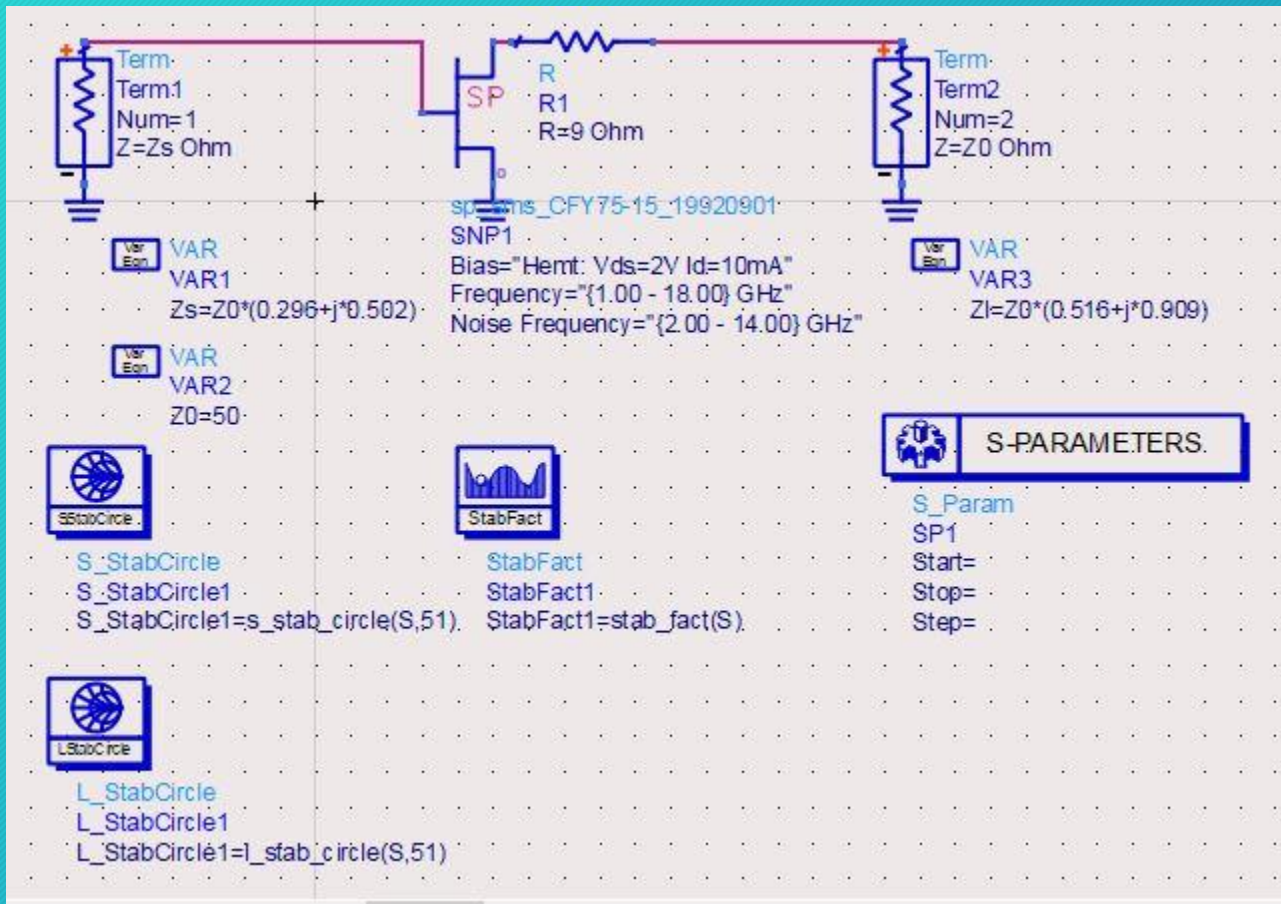 Term
Term1
Num=1
Z=Zs Ohm
SP
R
R1
R=9 Ohm
Term
Term2
Num=2
Z=Z0 Ohm
Var
Eqn
VAR
VAR1
Zs=Z0*(0.296+j*0.502)
Var
Eqn
VAR
VAR2
Z0=50
CFY75-15_19920901
SNP1
Bias="Hemt: Vds=2V Id=10mA"
Frequency="{1.00 - 18.00} GHz"
Noise Frequency="{2.00 - 14.00} GHz"
Var
Eqn
VAR
VAR3
Zl=Z0*(0.516+j*0.909)
SStabCircle
S_StabCircle
S_StabCircle1
S_StabCircle1=s_stab_circle(S,51)
StabFact
StabFact
StabFact1
StabFact1=stab_fact(S)
S-PARAMETERS
S_Param
SP1
Start=
Stop=
Step=
LStabCircle
L_StabCircle
L_StabCircle1
L_StabCircle1=l_stab_circle(S,51)